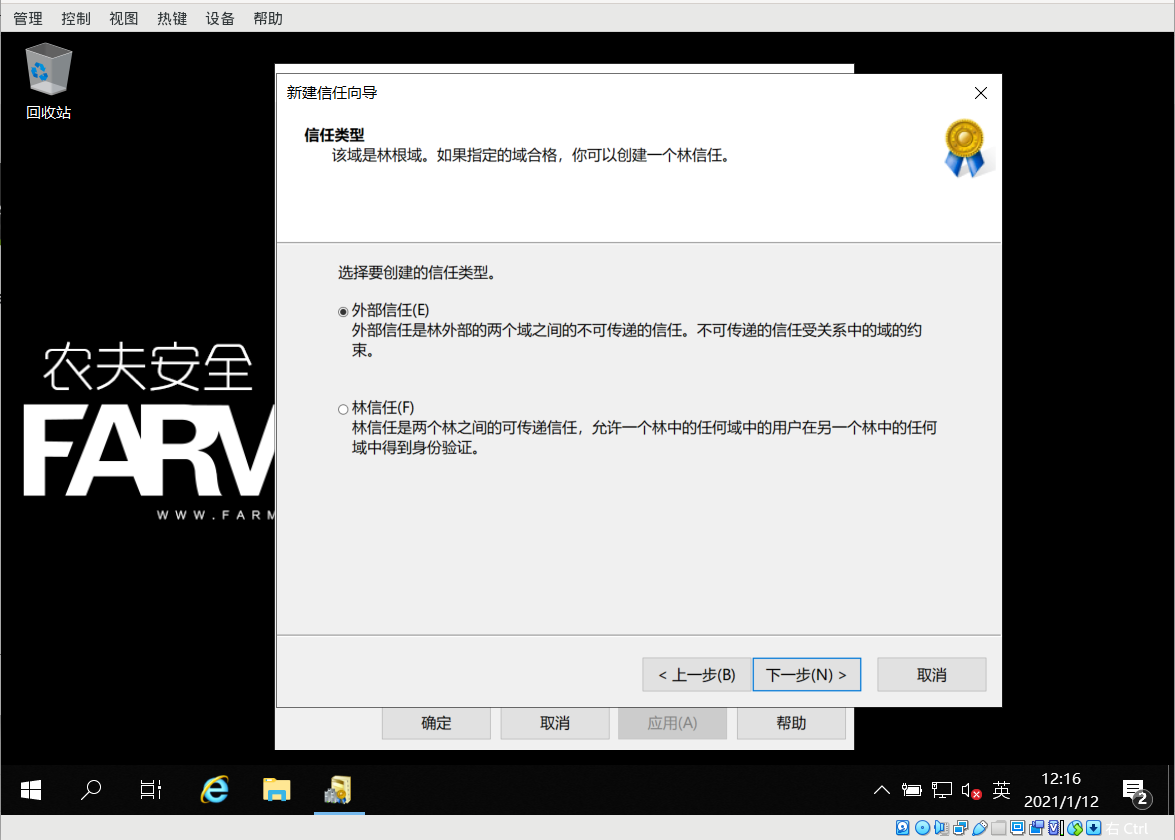 管理 控制 视图 热键 设备 帮助
回收站
新建信任向导
信任类型
该域是林根域。如果指定的域合格，你可以创建一个林信任。
选择要创建的信任类型。
外部信任(E)
外部信任是林外部的两个域之间的不可传递的信任。不可传递的信任受关系中的域的约
束。
林信任(F)
林信任是两个林之间的可传递信任，允许一个林中的任何域中的用户在另一个林中的任何
域中得到身份验证。
农夫安全
FARM
WWW.FARM
< 上一步(B) 下一步(N) > 取消
确定 取消 应用(A) 帮助
英
12:16
2021/1/12
2
右 Ctrl